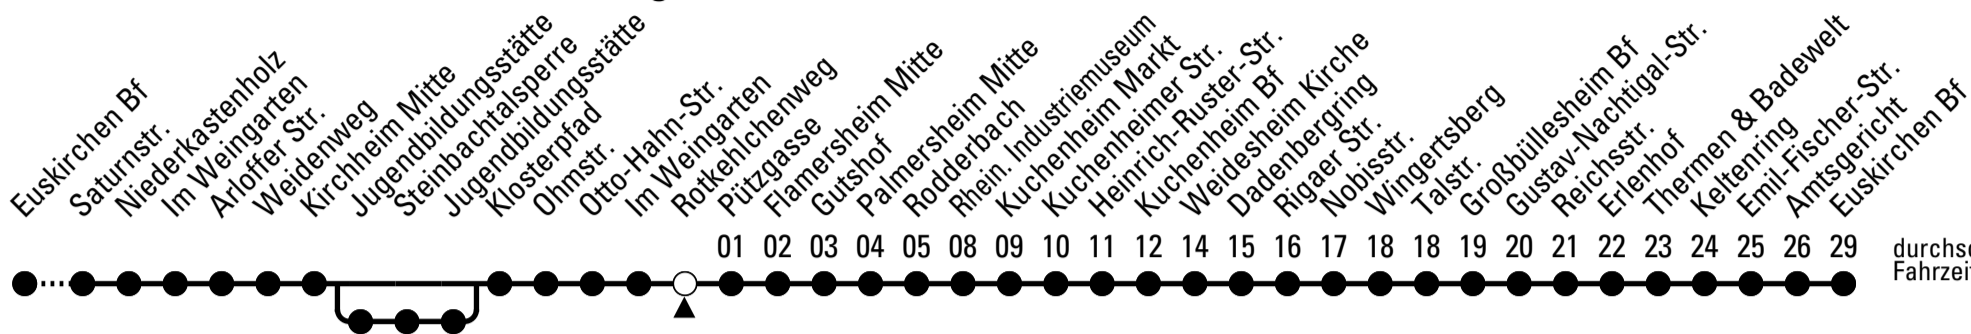 Euskirchen Bf
Saturnstr.
Niederkastenholz
Im Weingarten
Arloffer Str.
Weidenweg
Kirchheim Mitte
Jugendbildungsstätte
Steinbachtalsperre
Jugendbildungsstätte
Klosterpfad
Ohmstr.
Otto-Hahn-Str.
Im Weingarten
Rotkehlchenweg
Pützgasse
Flamersheim Mitte
Gutshof
Palmersheim Mitte
Rodderbach
Rhein. Industriemuseum
Kuchenheim Markt
Kuchenheimer Str.
Heinrich-Ruster-Str.
Kuchenheim Bf
Weidesheim Kirche
Dadenbergring
Rigaer Str.
Nobisstr.
Wingertsberg
Talstr.
Großbüllesheim Bf
Gustav-Nachtigal-Str.
Reichsstr.
Erlenhof
Thermen & Badewelt
Keltenring
Emil-Fischer-Str.
Amtsgericht
Euskirchen Bf
01 02 03 04 05 08 09 10 11 12 14 15 16 17 18 18 19 20 21 22 23 24 25 26 29